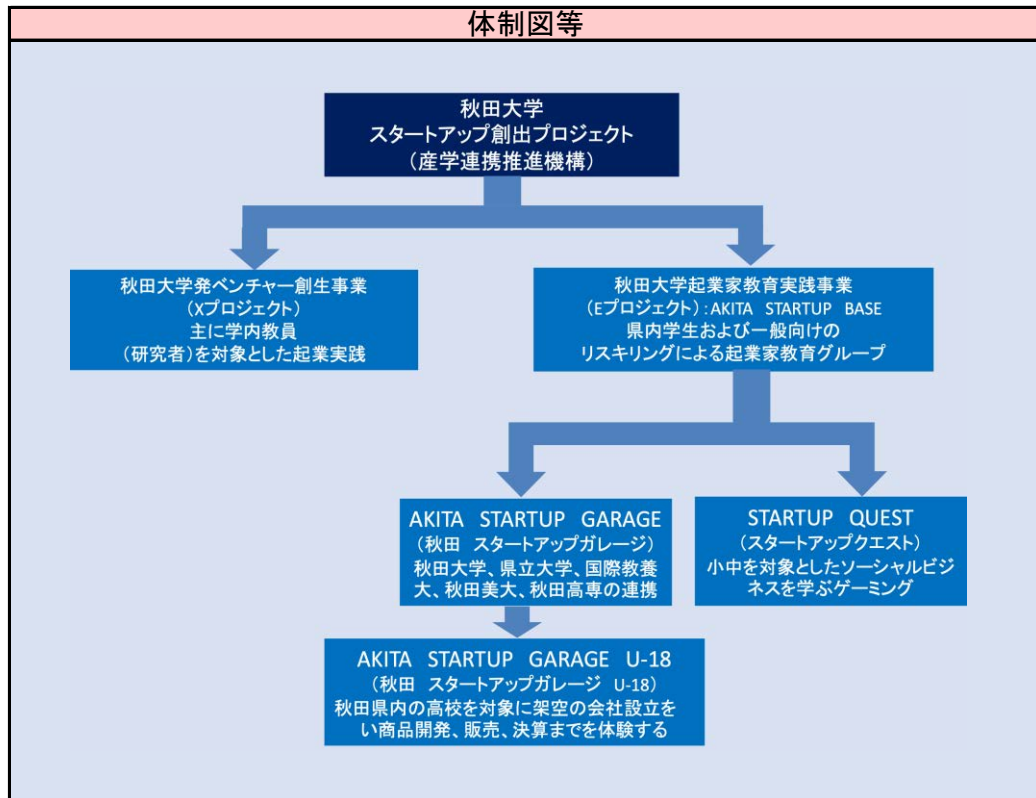 体制図等
秋田大学
スタートアップ創出プロジェクト
（産学連携推進機構）
秋田大学発ベンチャー創生事業
（Xプロジェクト）
主に学内教員
（研究者）を対象とした起業実践
秋田大学起業家教育実践事業
（Eプロジェクト）：AKITA STARTUP BASE
県内学生および一般向けの
リスキリングによる起業家教育グループ
AKITA STARTUP GARAGE
（秋田 スタートアップガレージ）
秋田大学、県立大学、国際教養
大、秋田美大、秋田高専の連携
STARTUP QUEST
（スタートアップクエスト）
小中を対象としたソーシャルビジ
ネスを学ぶゲーミング
AKITA STARTUP GARAGE U-18
（秋田 スタートアップガレージ U-18）
秋田県内の高校を対象に架空の会社設立を
い商品開発、販売、決算までを体験する